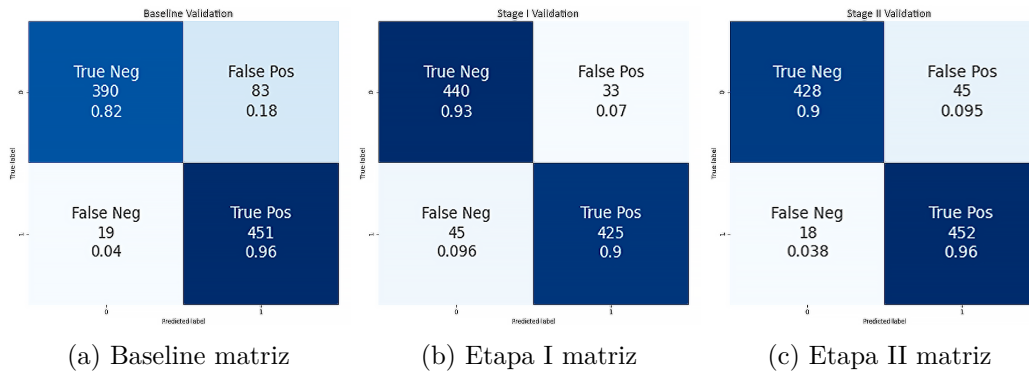 Baseline Validation
0
True Neg
390
0.82
False Pos
83
0.18
True label
1
False Neg
19
0.04
True Pos
451
0.96
0
1
Predicted label
(a) Baseline matriz
Stage I Validation
0
True Neg
440
0.93
False Pos
33
0.07
True label
1
False Neg
45
0.096
True Pos
425
0.9
0
1
Predicted label
(b) Etapa I matriz
Stage II Validation
0
True Neg
428
0.9
False Pos
45
0.095
True label
1
False Neg
18
0.038
True Pos
452
0.96
0
1
Predicted label
(c) Etapa II matriz